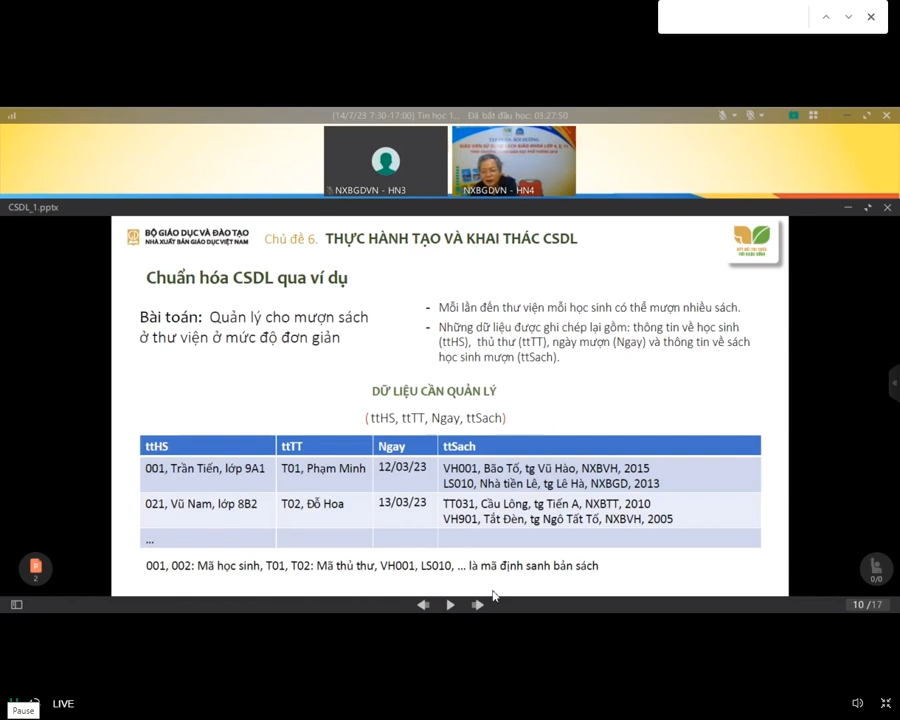 [14/7/23 7:30-17:00] Tin học 1... Đã bắt đầu học: 03:27:50
NXBGDVN - HN3
NXBGDVN - HN4
CSDL_1.pptx
BỘ GIÁO DỤC VÀ ĐÀO TẠO
NHÀ XUẤT BẢN GIÁO DỤC VIỆT NAM
Chủ đề 6. THỰC HÀNH TẠO VÀ KHAI THÁC CSDL
KẾT NỐI TRI THỨC
VỚI CUỘC SỐNG
Chuẩn hóa CSDL qua ví dụ
Bài toán: Quản lý cho mượn sách
ở thư viện ở mức độ đơn giản
- Mỗi lần đến thư viện mỗi học sinh có thể mượn nhiều sách.
- Những dữ liệu được ghi chép lại gồm: thông tin về học sinh
(ttHS), thủ thư (ttTT), ngày mượn (Ngay) và thông tin về sách
học sinh mượn (ttSach).
DỮ LIỆU CẦN QUẢN LÝ
(ttHS, ttTT, Ngay, ttSach)
ttHS ttTT Ngay ttSach
001, Trần Tiến, lớp 9A1 T01, Phạm Minh 12/03/23 VH001, Bão Tố, tg Vũ Hào, NXBVH, 2015
LS010, Nhà tiền Lê, tg Lê Hà, NXBGD, 2013
021, Vũ Nam, lớp 8B2 T02, Đỗ Hoa 13/03/23 TT031, Cầu Lông, tg Tiến A, NXBTT, 2010
VH901, Tắt Đèn, tg Ngô Tất Tố, NXBVH, 2005
...
001, 002: Mã học sinh, T01, T02: Mã thủ thư, VH001, LS010, ... là mã định sanh bản sách
P
2
0/0
10 /17
LIVE
Pause